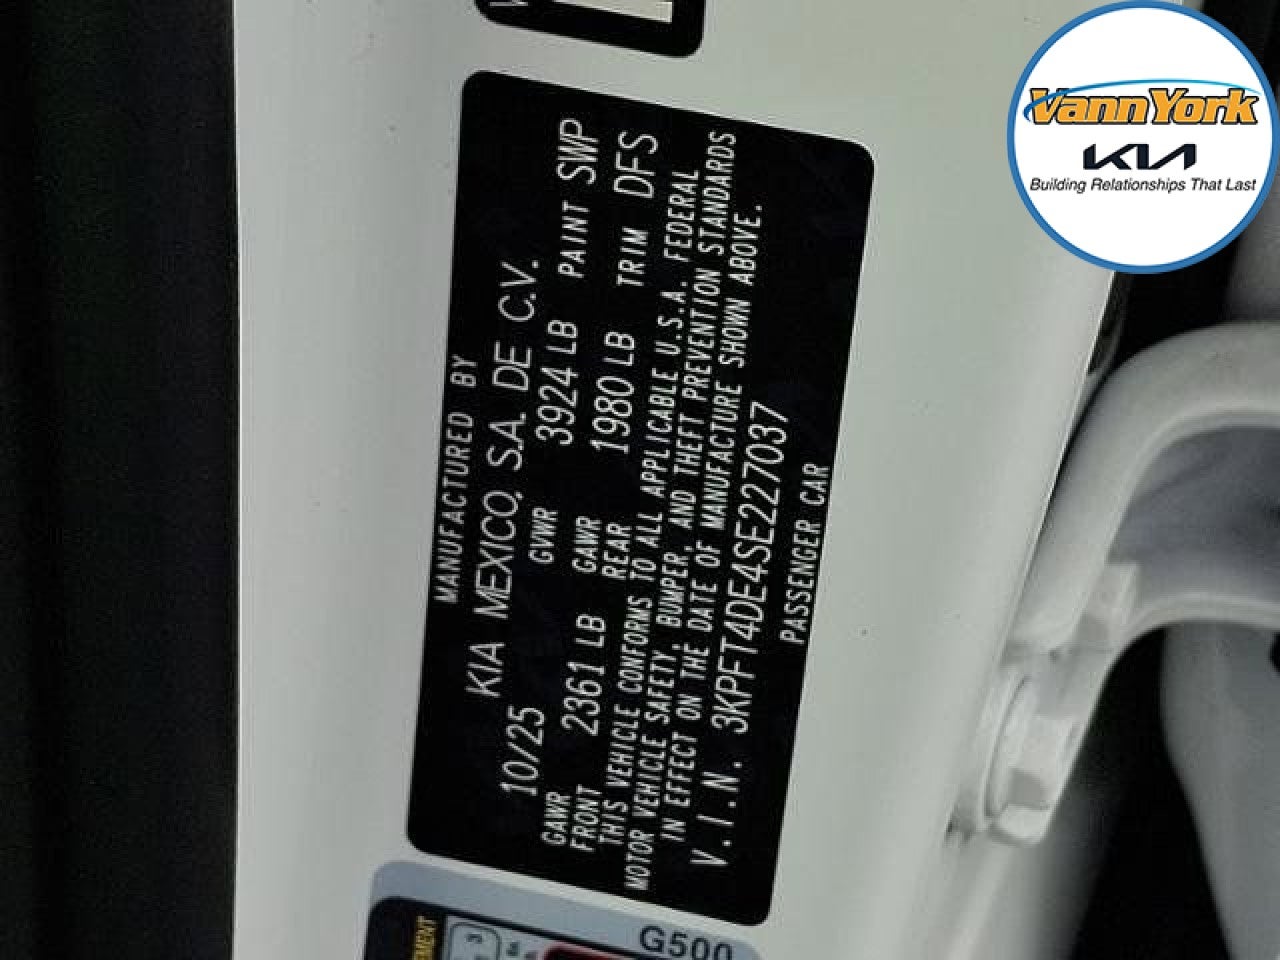 MANUFACTURED BY
KIA MEXICO, S.A. DE C.V.
10/25 GVWR 3924 LB PAINT SWP
GAWR FRONT 2361 LB GAWR REAR 1980 LB TRIM DFS
THIS VEHICLE CONFORMS TO ALL APPLICABLE U.S.A. FEDERAL
MOTOR VEHICLE SAFETY, BUMPER, AND THEFT PREVENTION STANDARDS
IN EFFECT ON THE DATE OF MANUFACTURE SHOWN ABOVE.
V.I.N. 3KPFT4DE4SE227037
PASSENGER CAR
G500
VannYork
KIA
Building Relationships That Last